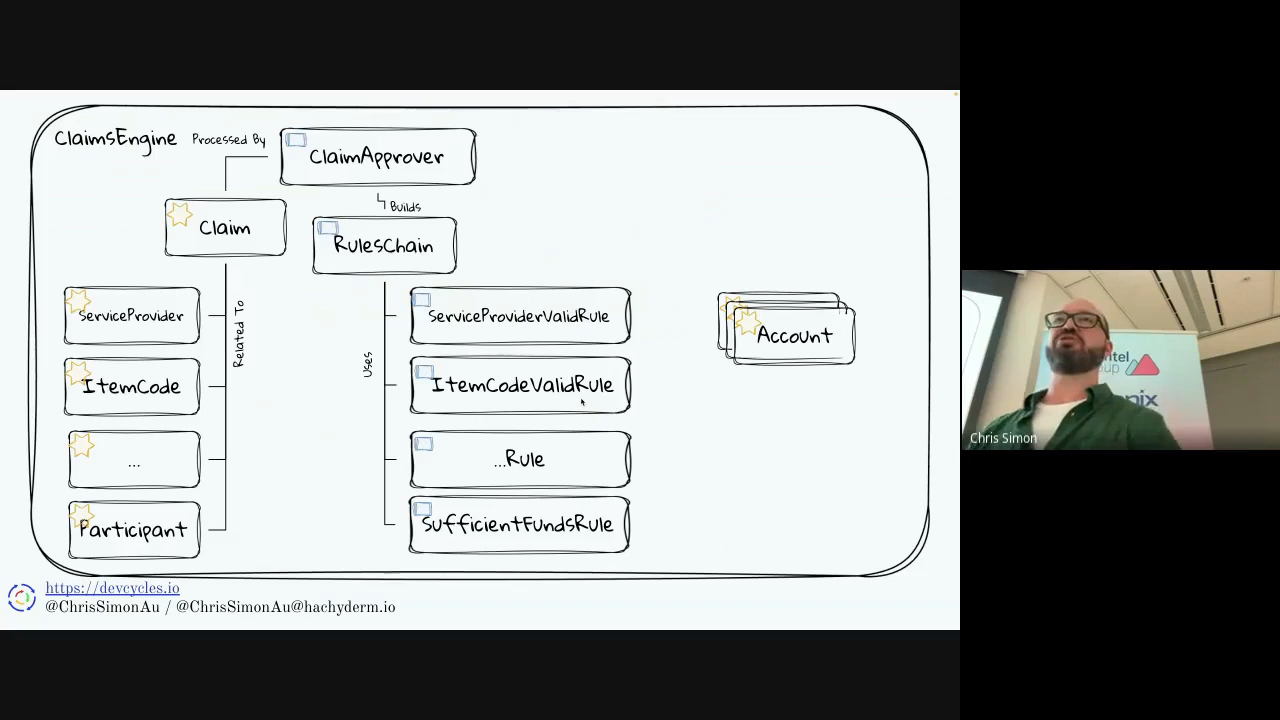 ClaimsEngine
Processed By
ClaimApprover
Builds
Claim
RulesChain
Related To
Uses
ServiceProvider
ItemCode
...
Participant
ServiceProviderValidRule
ItemCodeValidRule
...Rule
SufficientFundsRule
Account
https://devcycles.io
@ChrisSimonAu / @ChrisSimonAu@hachyderm.io
Chris Simon